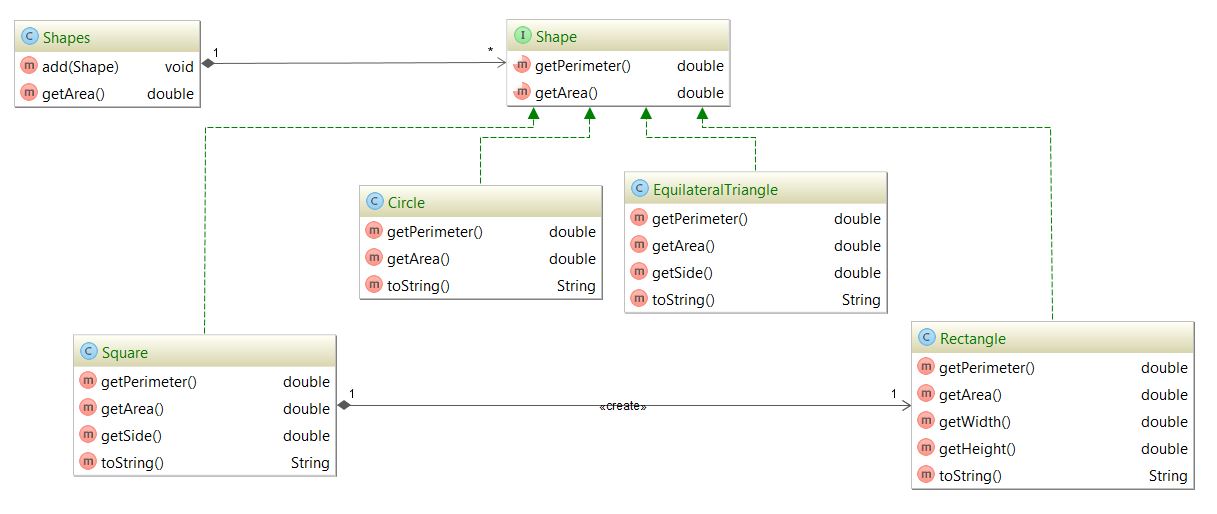 C Shapes
m add(Shape) void
m getArea() double
1
*
I Shape
m getPerimeter() double
m getArea() double
C Circle
m getPerimeter() double
m getArea() double
m toString() String
C EquilateralTriangle
m getPerimeter() double
m getArea() double
m getSide() double
m toString() String
C Square
m getPerimeter() double
m getArea() double
m getSide() double
m toString() String
1
«create»
1
C Rectangle
m getPerimeter() double
m getArea() double
m getWidth() double
m getHeight() double
m toString() String